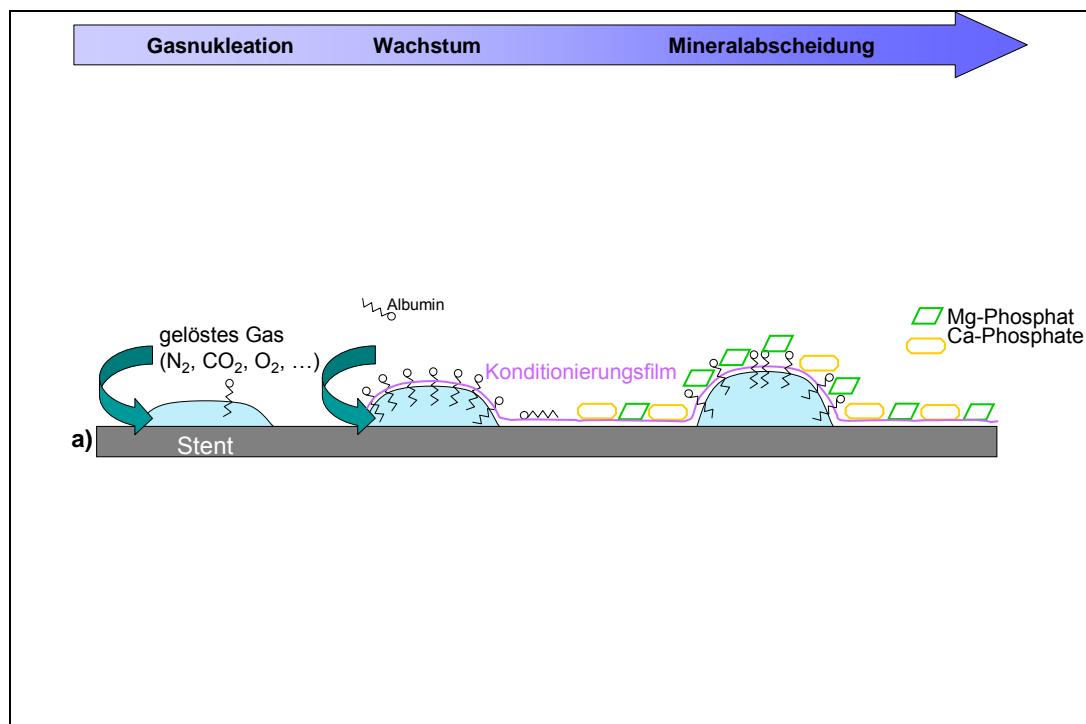 Gasnukleation Wachstum Mineralabscheidung
Albumin
gelöstes Gas
(N₂, CO₂, O₂, …)
Mg-Phosphat
Ca-Phosphate
Konditionierungsfilm
a)
Stent